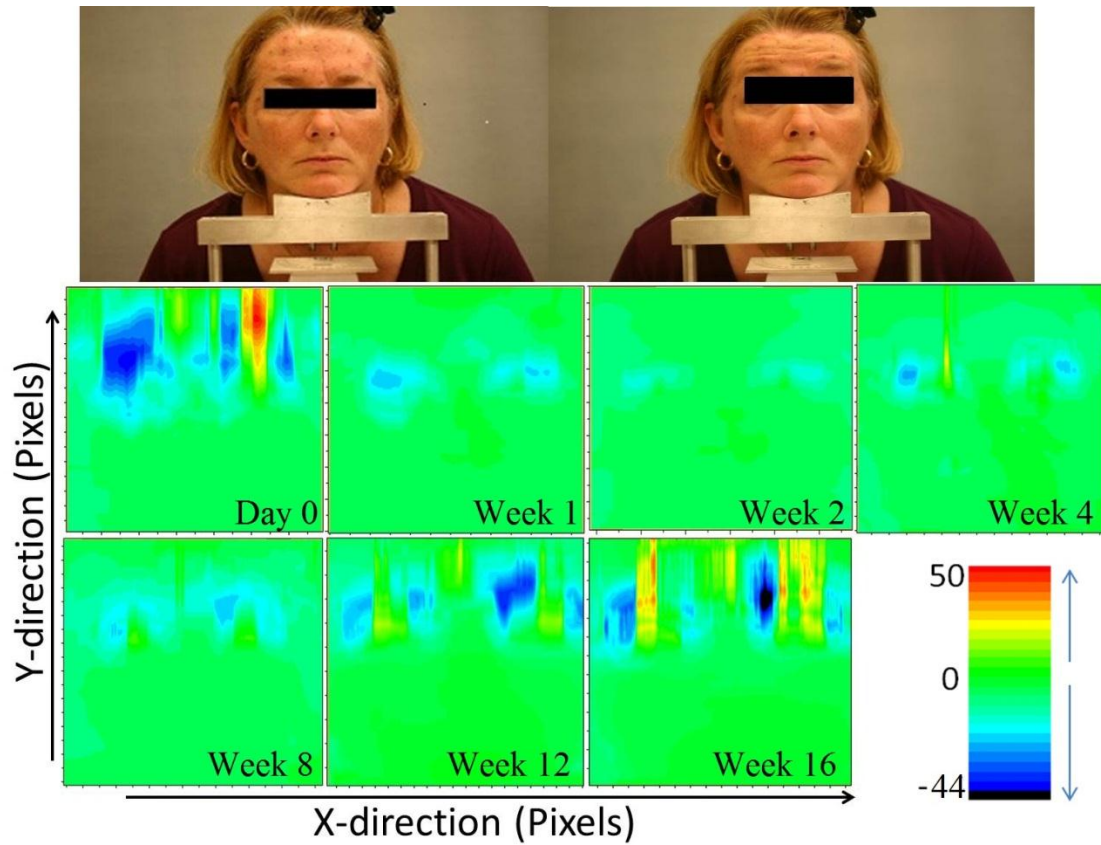 Y-direction (Pixels)
Day 0
Week 1
Week 2
Week 4
Week 8
Week 12
Week 16
50
0
-44
X-direction (Pixels)